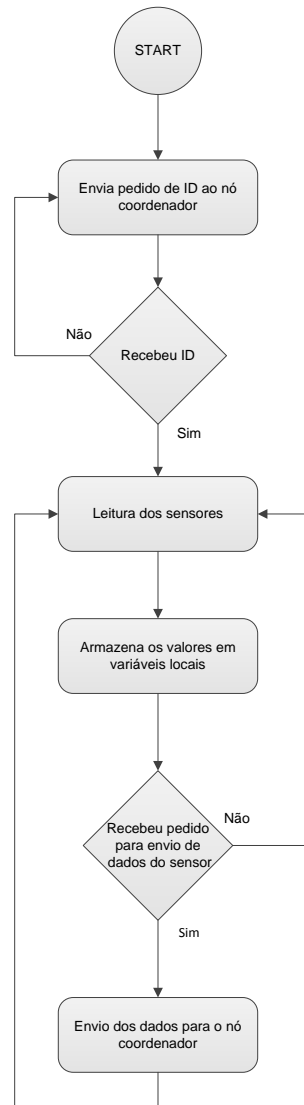 START
Envia pedido de ID ao nó
coordenador
Não
Recebeu ID
Sim
Leitura dos sensores
Armazena os valores em
variáveis locais
Recebeu pedido
para envio de
dados do sensor
Não
Sim
Envio dos dados para o nó
coordenador